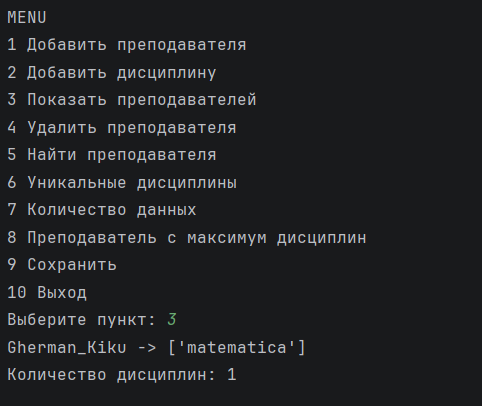 MENU
1 Добавить преподавателя
2 Добавить дисциплину
3 Показать преподавателей
4 Удалить преподавателя
5 Найти преподавателя
6 Уникальные дисциплины
7 Количество данных
8 Преподаватель с максимум дисциплин
9 Сохранить
10 Выход
Выберите пункт: 3
Gherman_Kiku -> ['matematica']
Количество дисциплин: 1